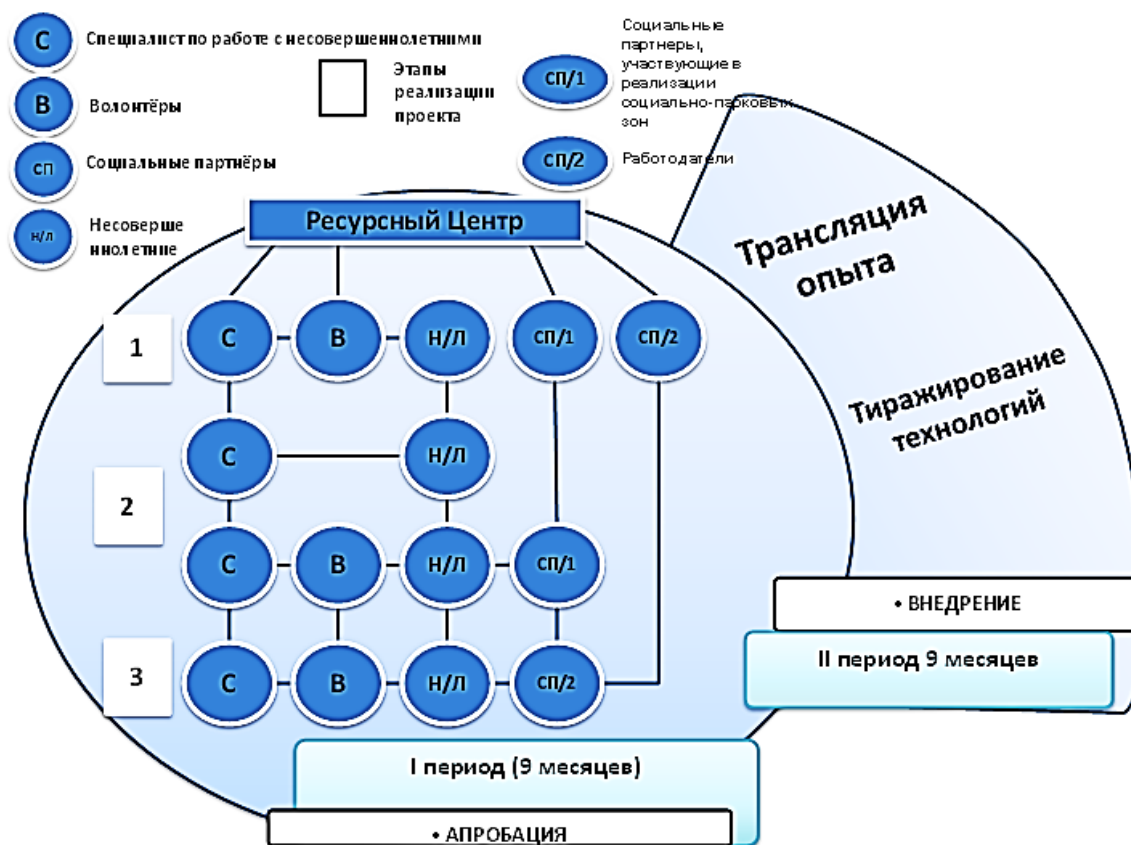 С
Специалист по работе с несовершеннолетними
В
Волонтёры
СП
Социальные партнёры
Н/Л
Несоверше
ннолетние
Этапы
реализации
проекта
СП/1
Социальные
партнеры,
участвующие в
реализации
социально-парковых
зон
СП/2
Работодатели
Ресурсный Центр
1
С
В
Н/Л
СП/1
СП/2
2
С
Н/Л
С
В
Н/Л
СП/1
3
С
В
Н/Л
СП/2
Трансляция
опыта
Тиражирование
технологий
• ВНЕДРЕНИЕ
II период 9 месяцев
I период (9 месяцев)
• АПРОБАЦИЯ